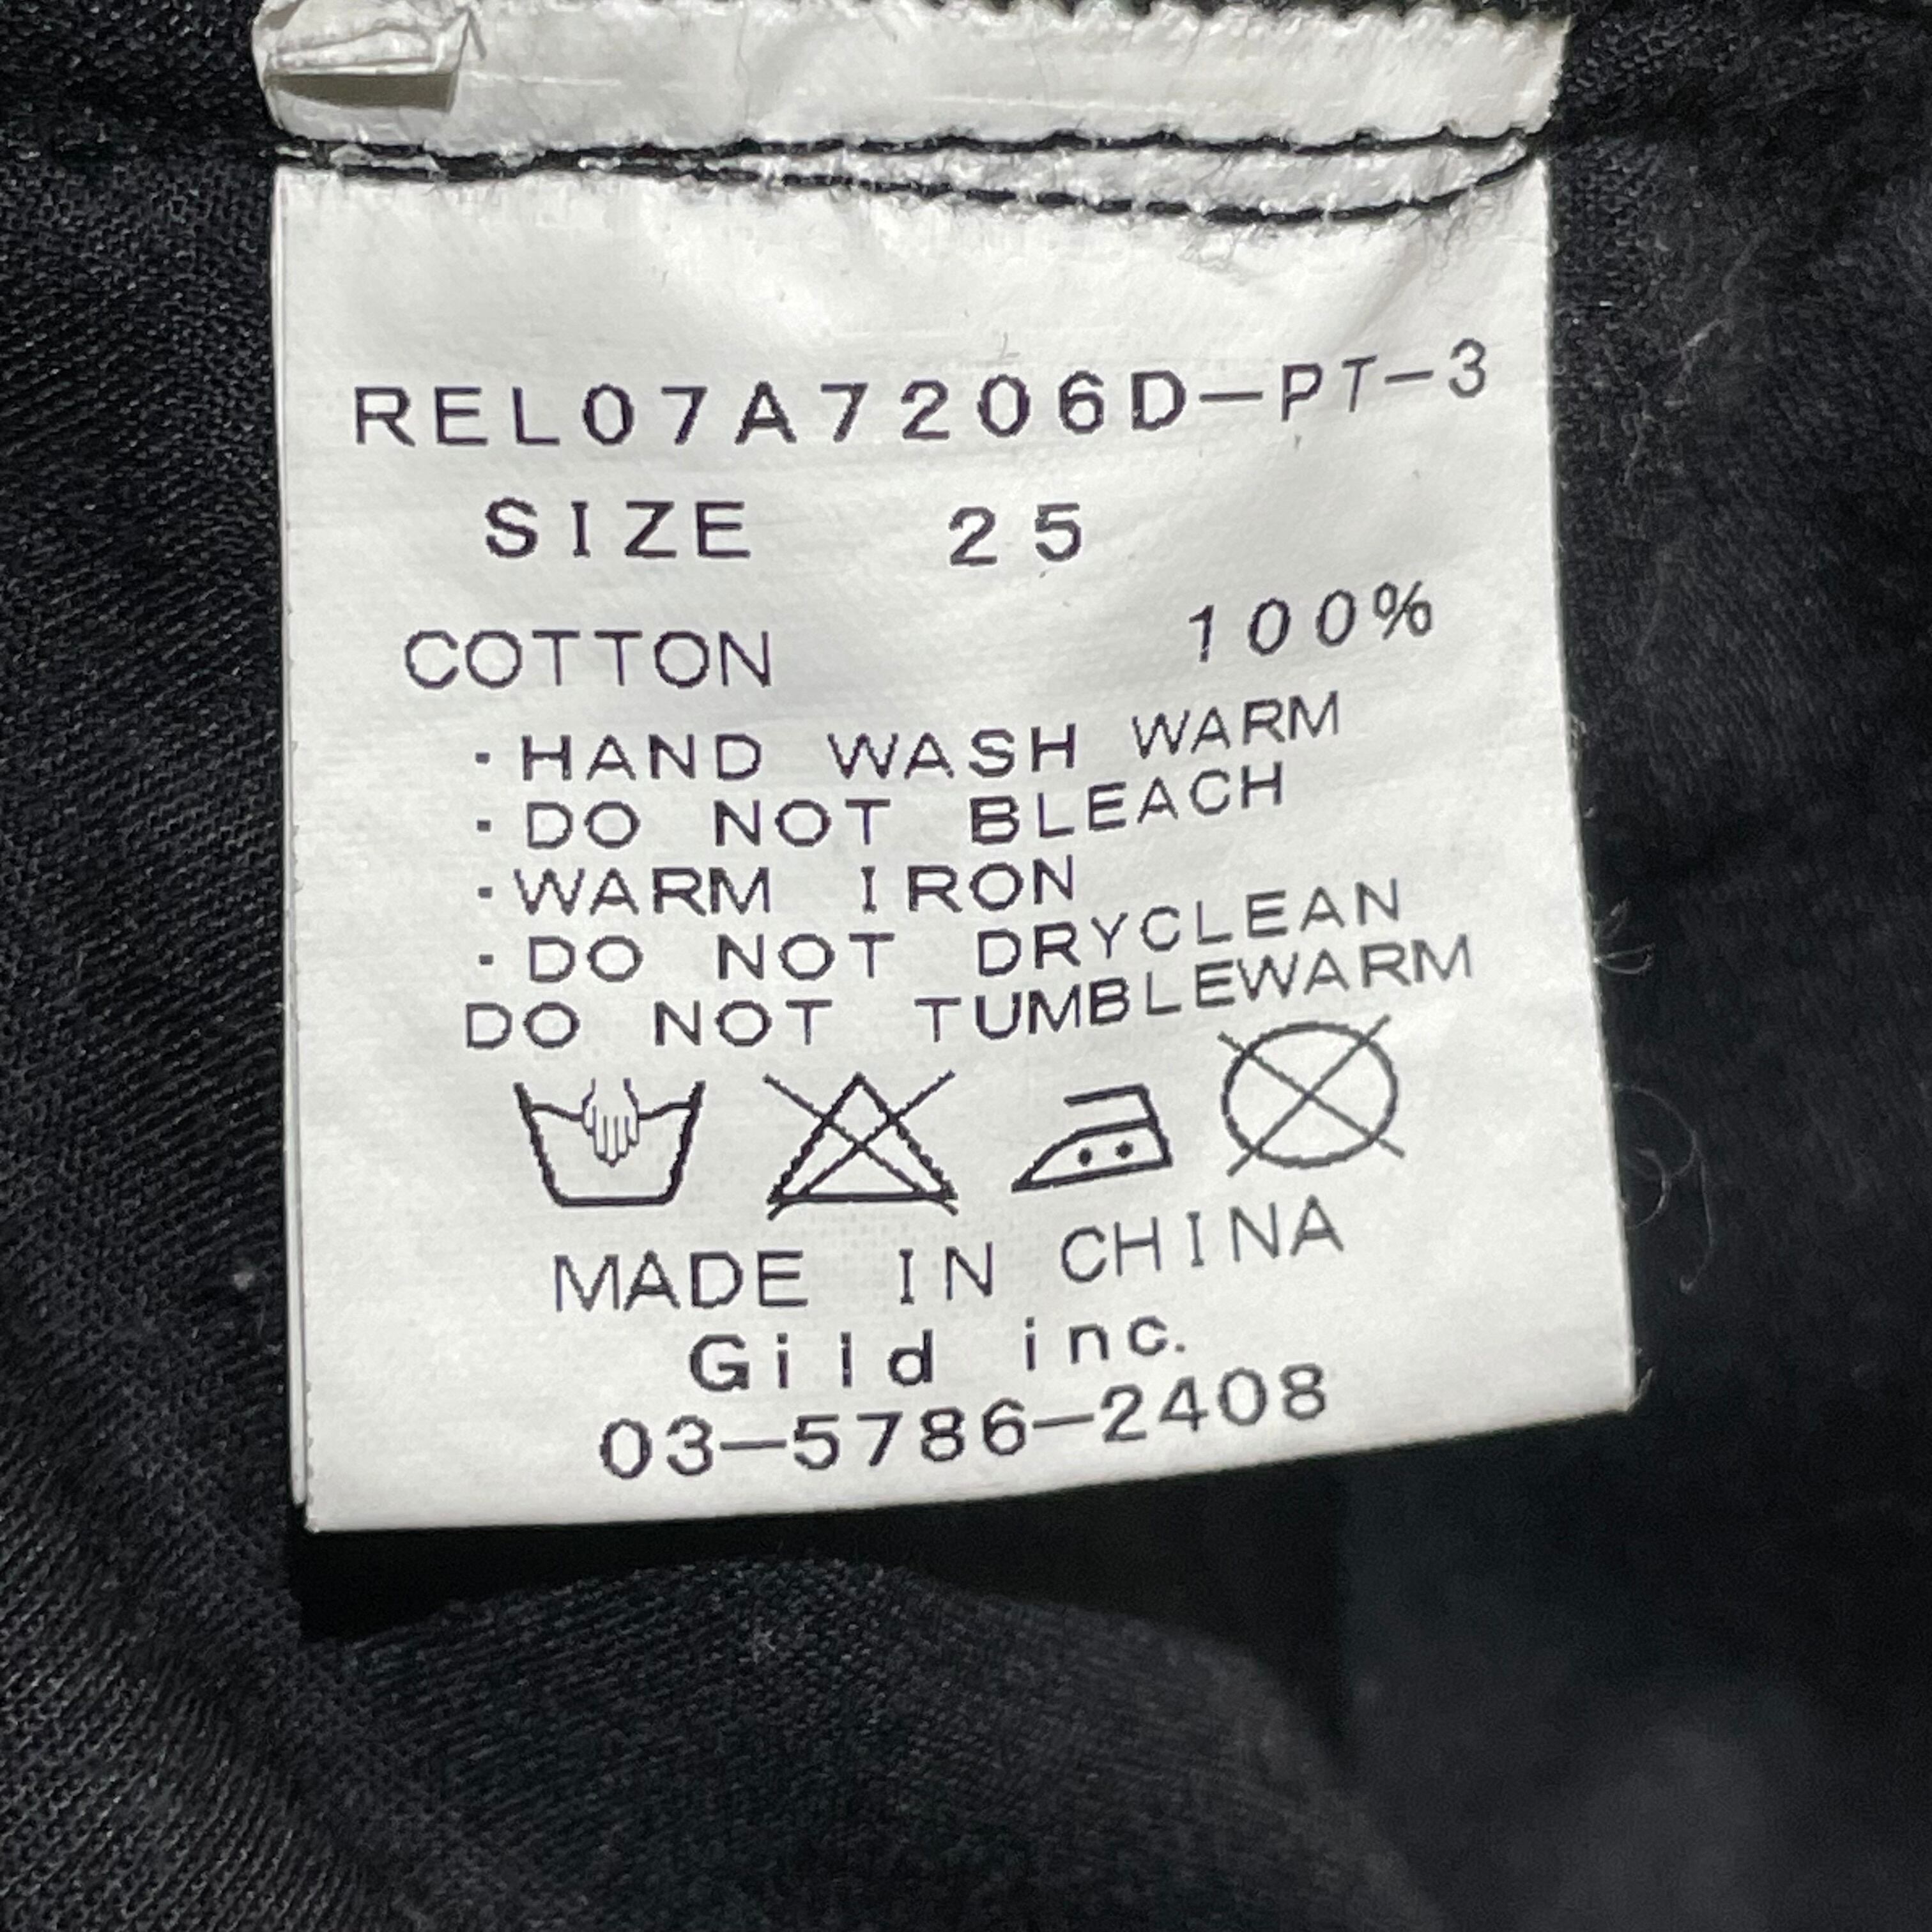 REL07A7206D-PT-3
SIZE 25
COTTON 100%
・HAND WASH WARM
・DO NOT BLEACH
・WARM IRON
・DO NOT DRYCLEAN
DO NOT TUMBLEWARM
MADE IN CHINA
Gild inc.
03-5786-2408